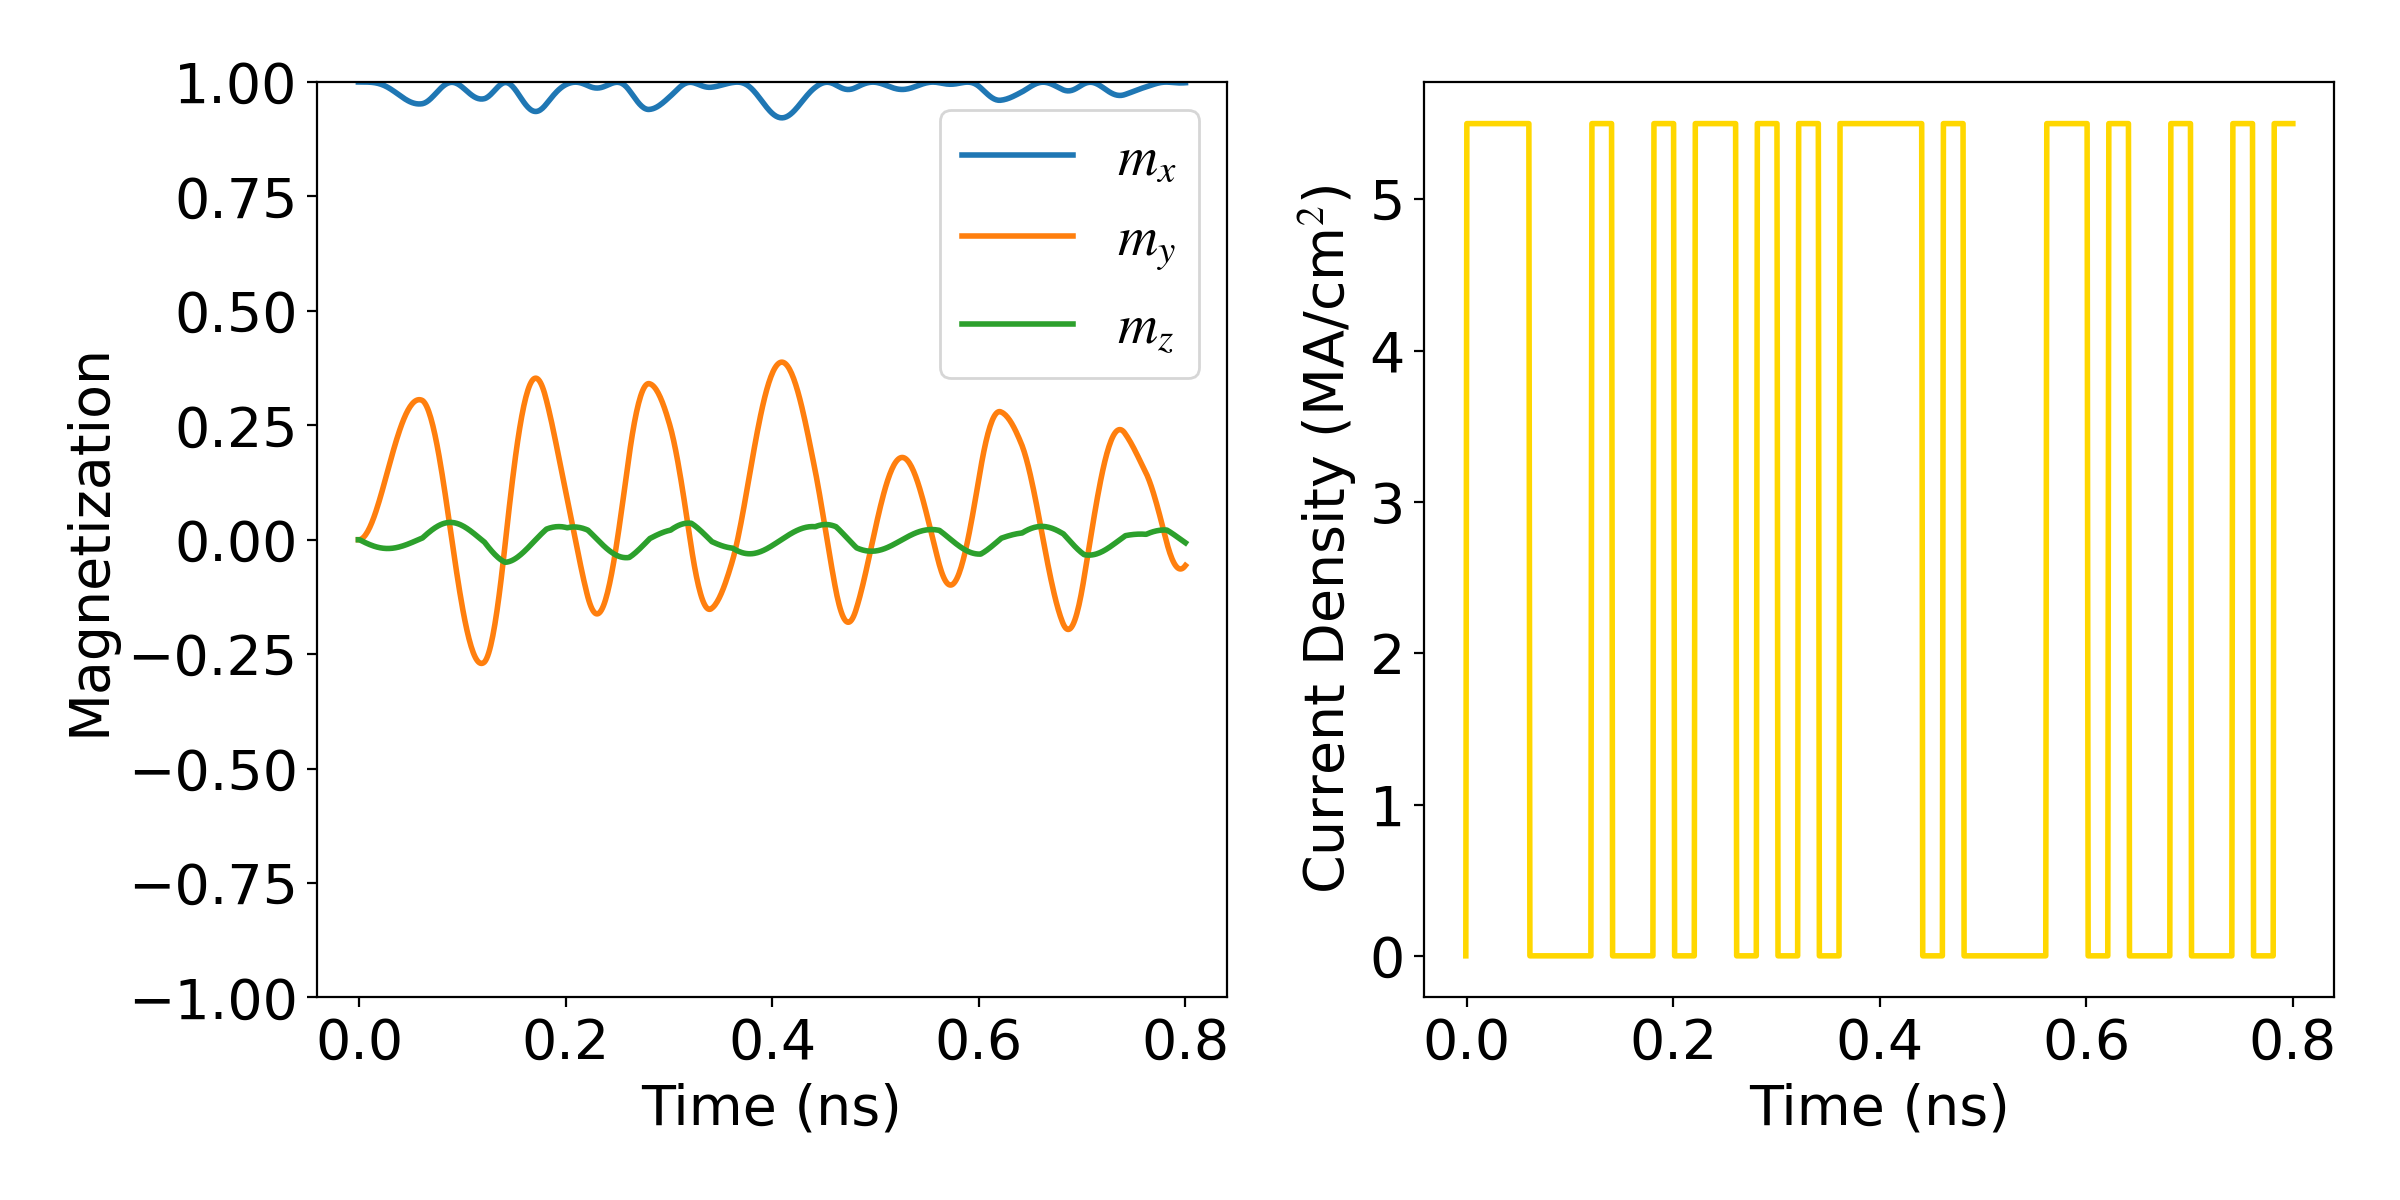 1.00
0.75
0.50
0.25
0.00
−0.25
−0.50
−0.75
−1.00
Magnetization
0.0 0.2 0.4 0.6 0.8
Time (ns)
m_x
m_y
m_z
5
4
3
2
1
0
Current Density (MA/cm²)
0.0 0.2 0.4 0.6 0.8
Time (ns)